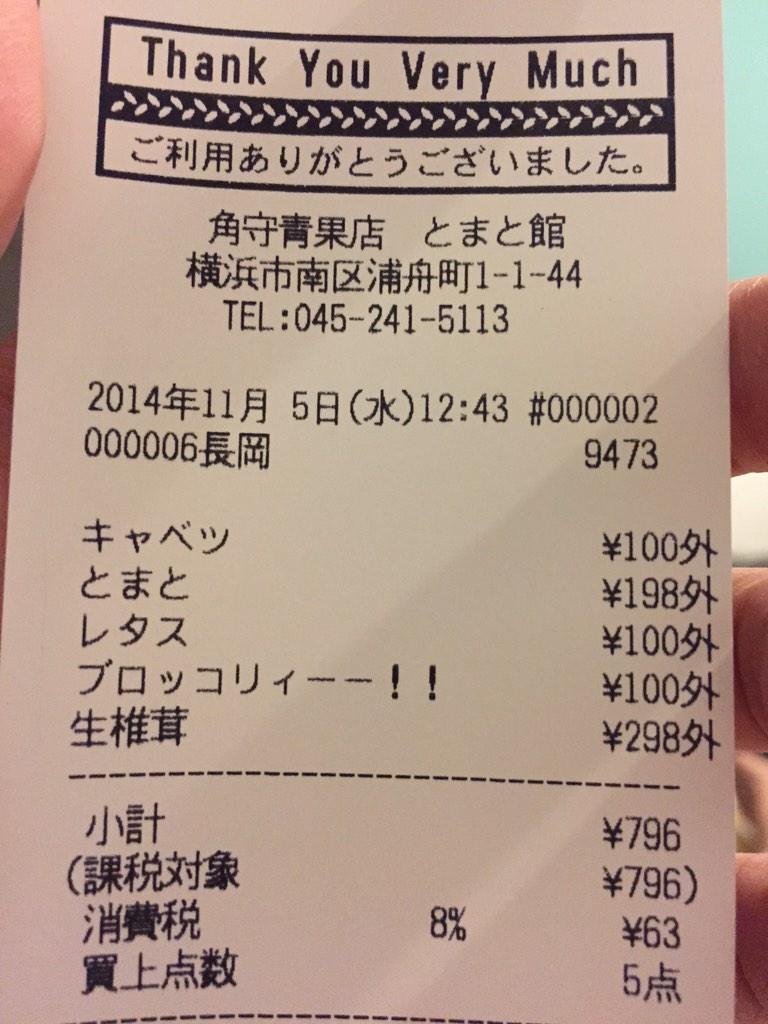 Thank You Very Much
ご利用ありがとうございました。
角守青果店　とまと館
横浜市南区浦舟町1-1-44
TEL:045-241-5113
2014年11月 5日(水)12:43 #000002
000006長岡 9473
キャベツ ¥100外
とまと ¥198外
レタス ¥100外
ブロッコリィーー！！ ¥100外
生椎茸 ¥298外
小計 ¥796
(課税対象 ¥796)
消費税 8% ¥63
買上点数 5点